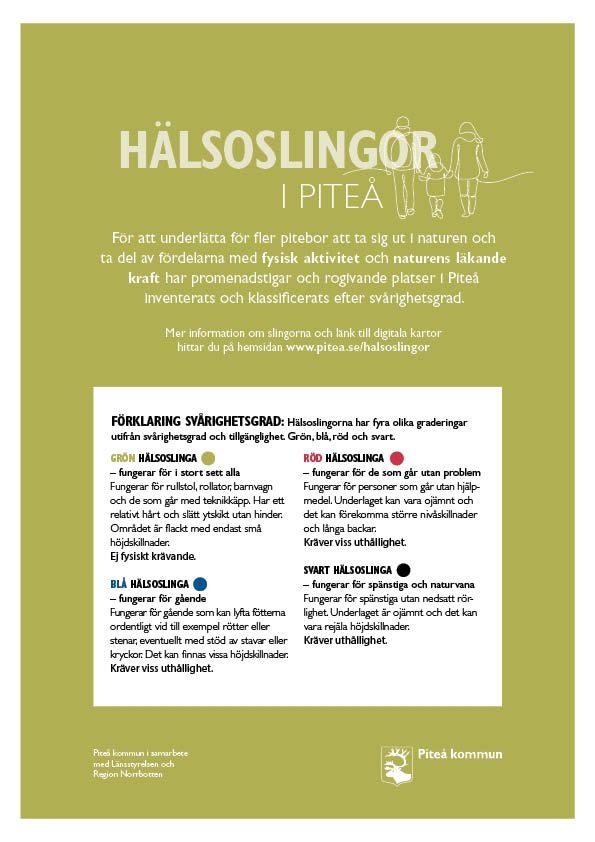 HÄLSOSLINGOR
I PITEÅ
För att underlätta för fler pitebor att ta sig ut i naturen och
ta del av fördelarna med fysisk aktivitet och naturens läkande
kraft har promenadstigar och rogivande platser i Piteå
inventerats och klassificerats efter svårighetsgrad.
Mer information om slingorna och länk till digitala kartor
hittar du på hemsidan www.pitea.se/halsoslingor
FÖRKLARING SVÅRIGHETSGRAD: Hälsoslingorna har fyra olika graderingar
utifrån svårighetsgrad och tillgänglighet. Grön, blå, röd och svart.
GRÖN HÄLSOSLINGA
– fungerar för i stort sett alla
Fungerar för rullstol, rollator, barnvagn
och de som går med teknikkäpp. Har ett
relativt hårt och slätt ytskikt utan hinder.
Området är flackt med endast små
höjdskillnader.
Ej fysiskt krävande.
BLÅ HÄLSOSLINGA
– fungerar för gående
Fungerar för gående som kan lyfta fötterna
ordentligt vid till exempel rötter eller
stenar, eventuellt med stöd av stavar eller
kryckor. Det kan finnas vissa höjdskillnader.
Kräver viss uthållighet.
RÖD HÄLSOSLINGA
– fungerar för de som går utan problem
Fungerar för personer som går utan hjälp-
medel. Underlaget kan vara ojämnt och
det kan förekomma större nivåskillnader
och långa backar.
Kräver viss uthållighet.
SVART HÄLSOSLINGA
– fungerar för spänstiga och naturvana
Fungerar för spänstiga utan nedsatt rör-
lighet. Underlaget är ojämnt och det kan
vara rejäla höjdskillnader.
Kräver uthållighet.
Piteå kommun i samarbete
med Länsstyrelsen och
Region Norrbotten
Piteå kommun